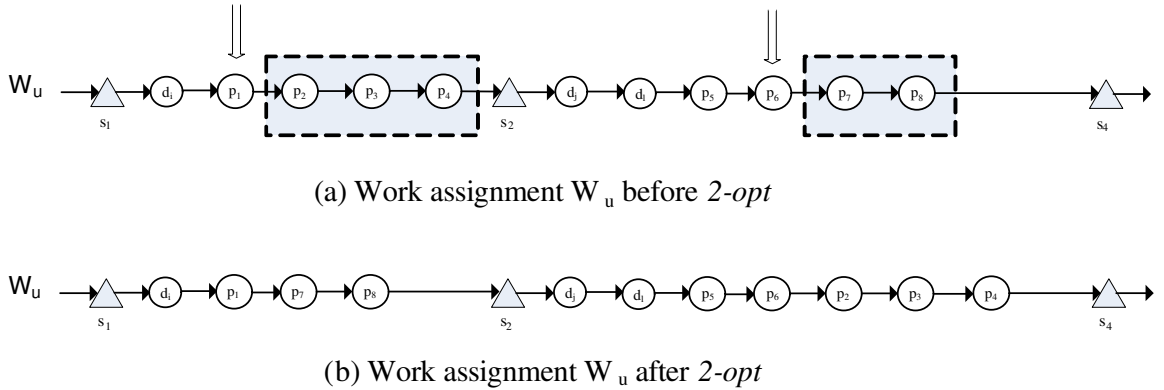 W_u d_i p_1 p_2 p_3 p_4 d_j d_l p_5 p_6 p_7 p_8
s_1 s_2 s_4
(a) Work assignment W_u before 2-opt
W_u d_i p_1 p_7 p_8 d_j d_l p_5 p_6 p_2 p_3 p_4
s_1 s_2 s_4
(b) Work assignment W_u after 2-opt